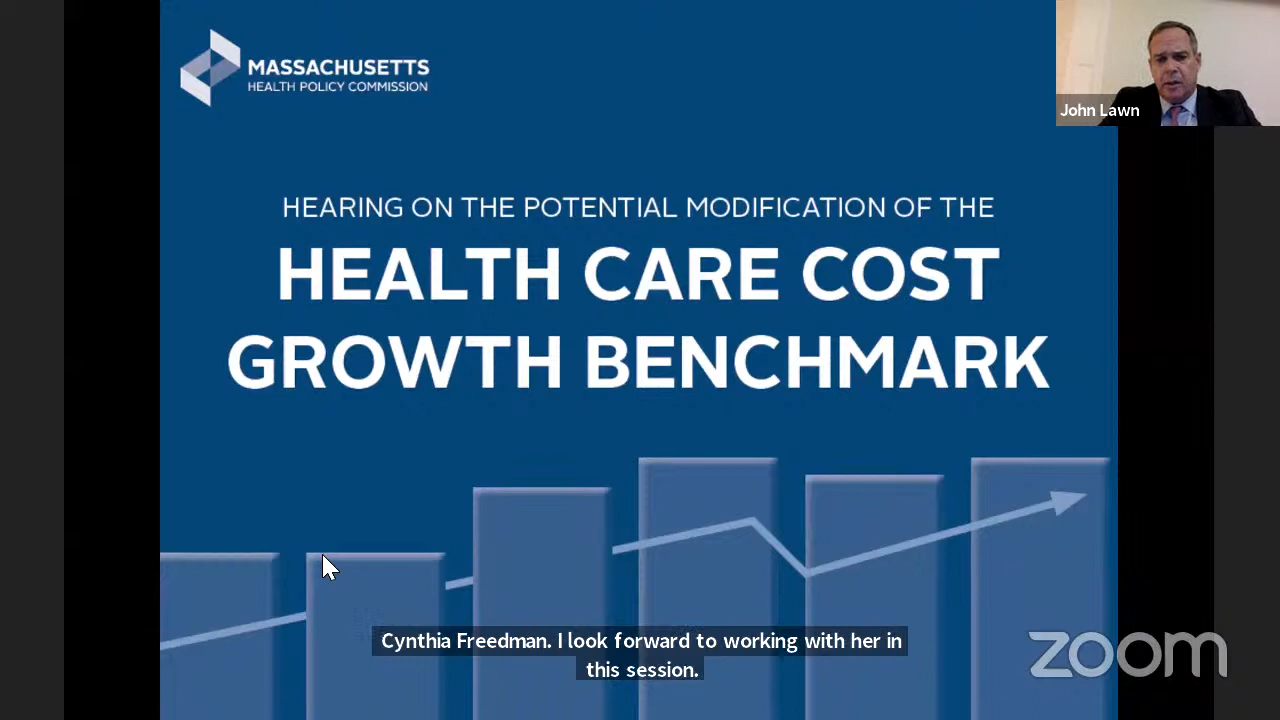 MASSACHUSETTS
HEALTH POLICY COMMISSION
John Lawn
HEARING ON THE POTENTIAL MODIFICATION OF THE
HEALTH CARE COST
GROWTH BENCHMARK
Cynthia Freedman. I look forward to working with her in
this session.
zoom